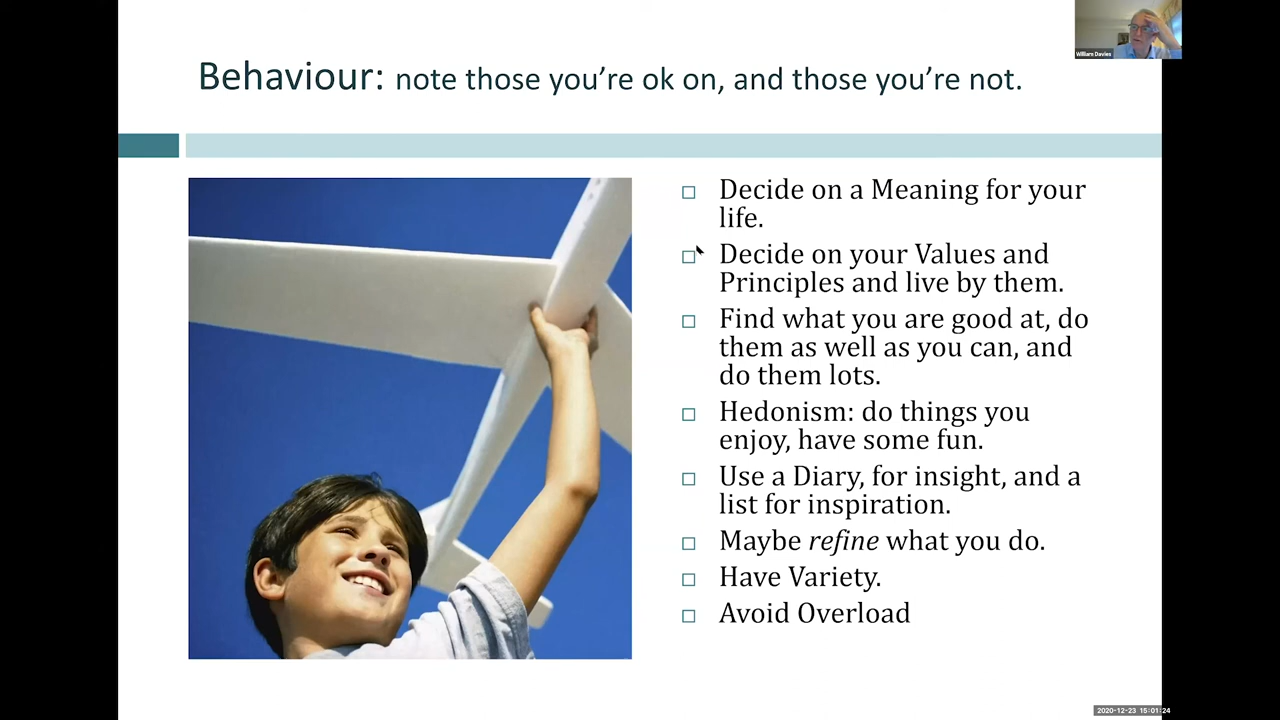 William Davies
Behaviour: note those you're ok on, and those you're not.
Decide on a Meaning for your
life.
Decide on your Values and
Principles and live by them.
Find what you are good at, do
them as well as you can, and
do them lots.
Hedonism: do things you
enjoy, have some fun.
Use a Diary, for insight, and a
list for inspiration.
Maybe refine what you do.
Have Variety.
Avoid Overload
2020-12-23 15:01:24